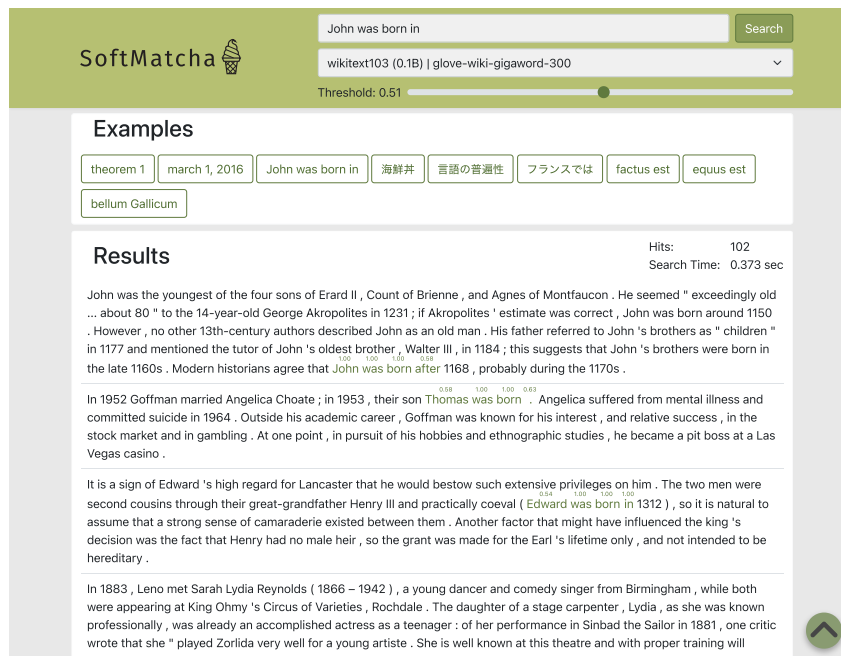 SoftMatcha
John was born in
Search
wikitext103 (0.1B) | glove-wiki-gigaword-300
Threshold: 0.51
Examples
theorem 1
march 1, 2016
John was born in
海鮮丼
言語の普遍性
フランスでは
factus est
equus est
bellum Gallicum
Results
Hits: 102
Search Time: 0.373 sec
John was the youngest of the four sons of Erard II , Count of Brienne , and Agnes of Montfaucon . He seemed " exceedingly old
... about 80 " to the 14-year-old George Akropolites in 1231 ; if Akropolites ' estimate was correct , John was born around 1150
. However , no other 13th-century authors described John as an old man . His father referred to John 's brothers as " children "
in 1177 and mentioned the tutor of John 's oldest brother , Walter III , in 1184 ; this suggests that John 's brothers were born in
1.00 1.00 1.00 0.58
the late 1160s . Modern historians agree that John was born after 1168 , probably during the 1170s .
0.58 1.00 1.00 0.63
In 1952 Goffman married Angelica Choate ; in 1953 , their son Thomas was born . Angelica suffered from mental illness and
committed suicide in 1964 . Outside his academic career , Goffman was known for his interest , and relative success , in the
stock market and in gambling . At one point , in pursuit of his hobbies and ethnographic studies , he became a pit boss at a Las
Vegas casino .
It is a sign of Edward 's high regard for Lancaster that he would bestow such extensive privileges on him . The two men were
0.54 1.00 1.00 1.00
second cousins through their great-grandfather Henry III and practically coeval ( Edward was born in 1312 ) , so it is natural to
assume that a strong sense of camaraderie existed between them . Another factor that might have influenced the king 's
decision was the fact that Henry had no male heir , so the grant was made for the Earl 's lifetime only , and not intended to be
hereditary .
In 1883 , Leno met Sarah Lydia Reynolds ( 1866 – 1942 ) , a young dancer and comedy singer from Birmingham , while both
were appearing at King Ohmy 's Circus of Varieties , Rochdale . The daughter of a stage carpenter , Lydia , as she was known
professionally , was already an accomplished actress as a teenager : of her performance in Sinbad the Sailor in 1881 , one critic
wrote that she " played Zorlida very well for a young artiste . She is well known at this theatre and with proper training will